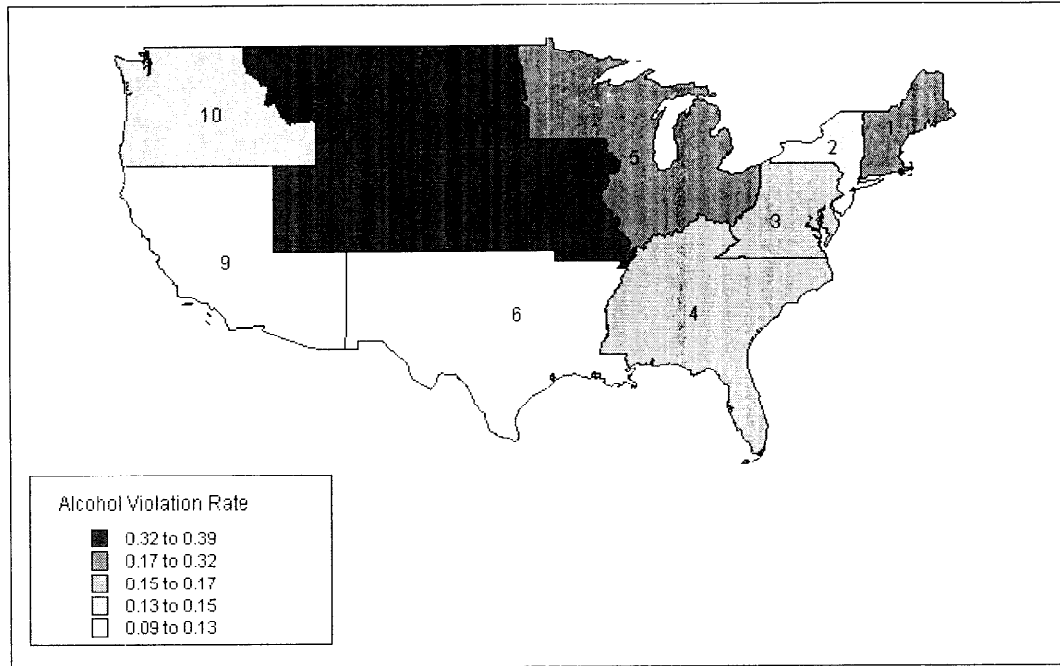 10
1
2
5
3
9
6
4
Alcohol Violation Rate
0.32 to 0.39
0.17 to 0.32
0.15 to 0.17
0.13 to 0.15
0.09 to 0.13